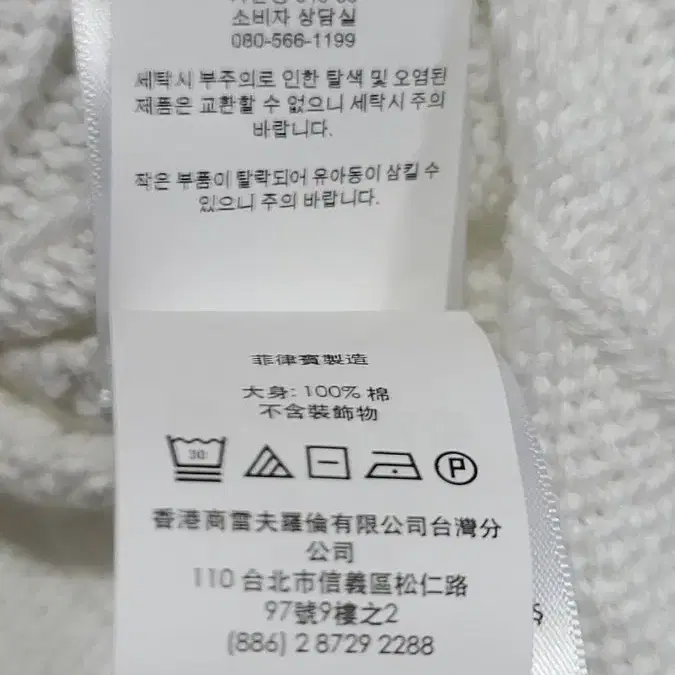 소비자 상담실
080-566-1199
세탁시 부주의로 인한 탈색 및 오염된
제품은 교환할 수 없으니 세탁시 주의
바랍니다.
작은 부품이 탈락되어 유아동이 삼킬 수
있으니 주의 바랍니다.
菲律賓製造
大身: 100% 棉
不含裝飾物
30
P
香港商雷夫羅倫有限公司台灣分
公司
110 台北市信義區松仁路
97號9樓之2
(886) 2 8729 2288